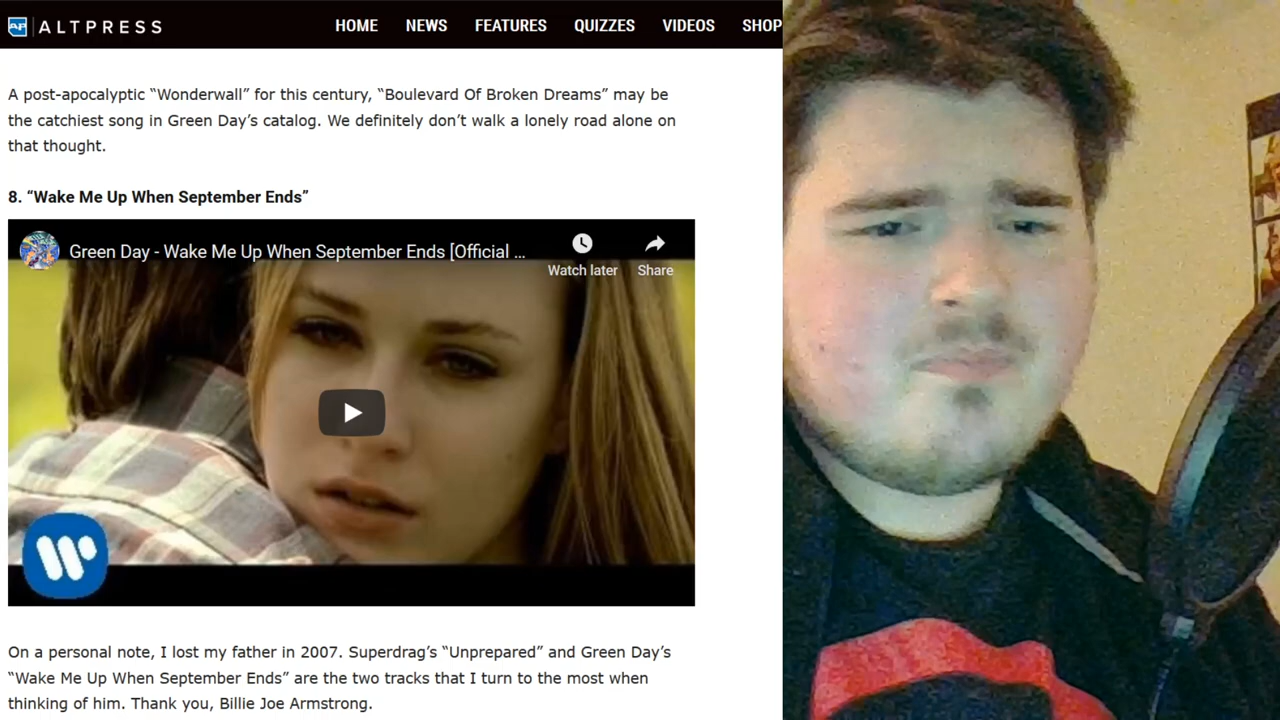 AP ALTPRESS HOME NEWS FEATURES QUIZZES VIDEOS SHOP
A post-apocalyptic “Wonderwall” for this century, “Boulevard Of Broken Dreams” may be
the catchiest song in Green Day’s catalog. We definitely don’t walk a lonely road alone on
that thought.
8. “Wake Me Up When September Ends”
Green Day - Wake Me Up When September Ends [Official ...
Watch later Share
On a personal note, I lost my father in 2007. Superdrag’s “Unprepared” and Green Day’s
“Wake Me Up When September Ends” are the two tracks that I turn to the most when
thinking of him. Thank you, Billie Joe Armstrong.